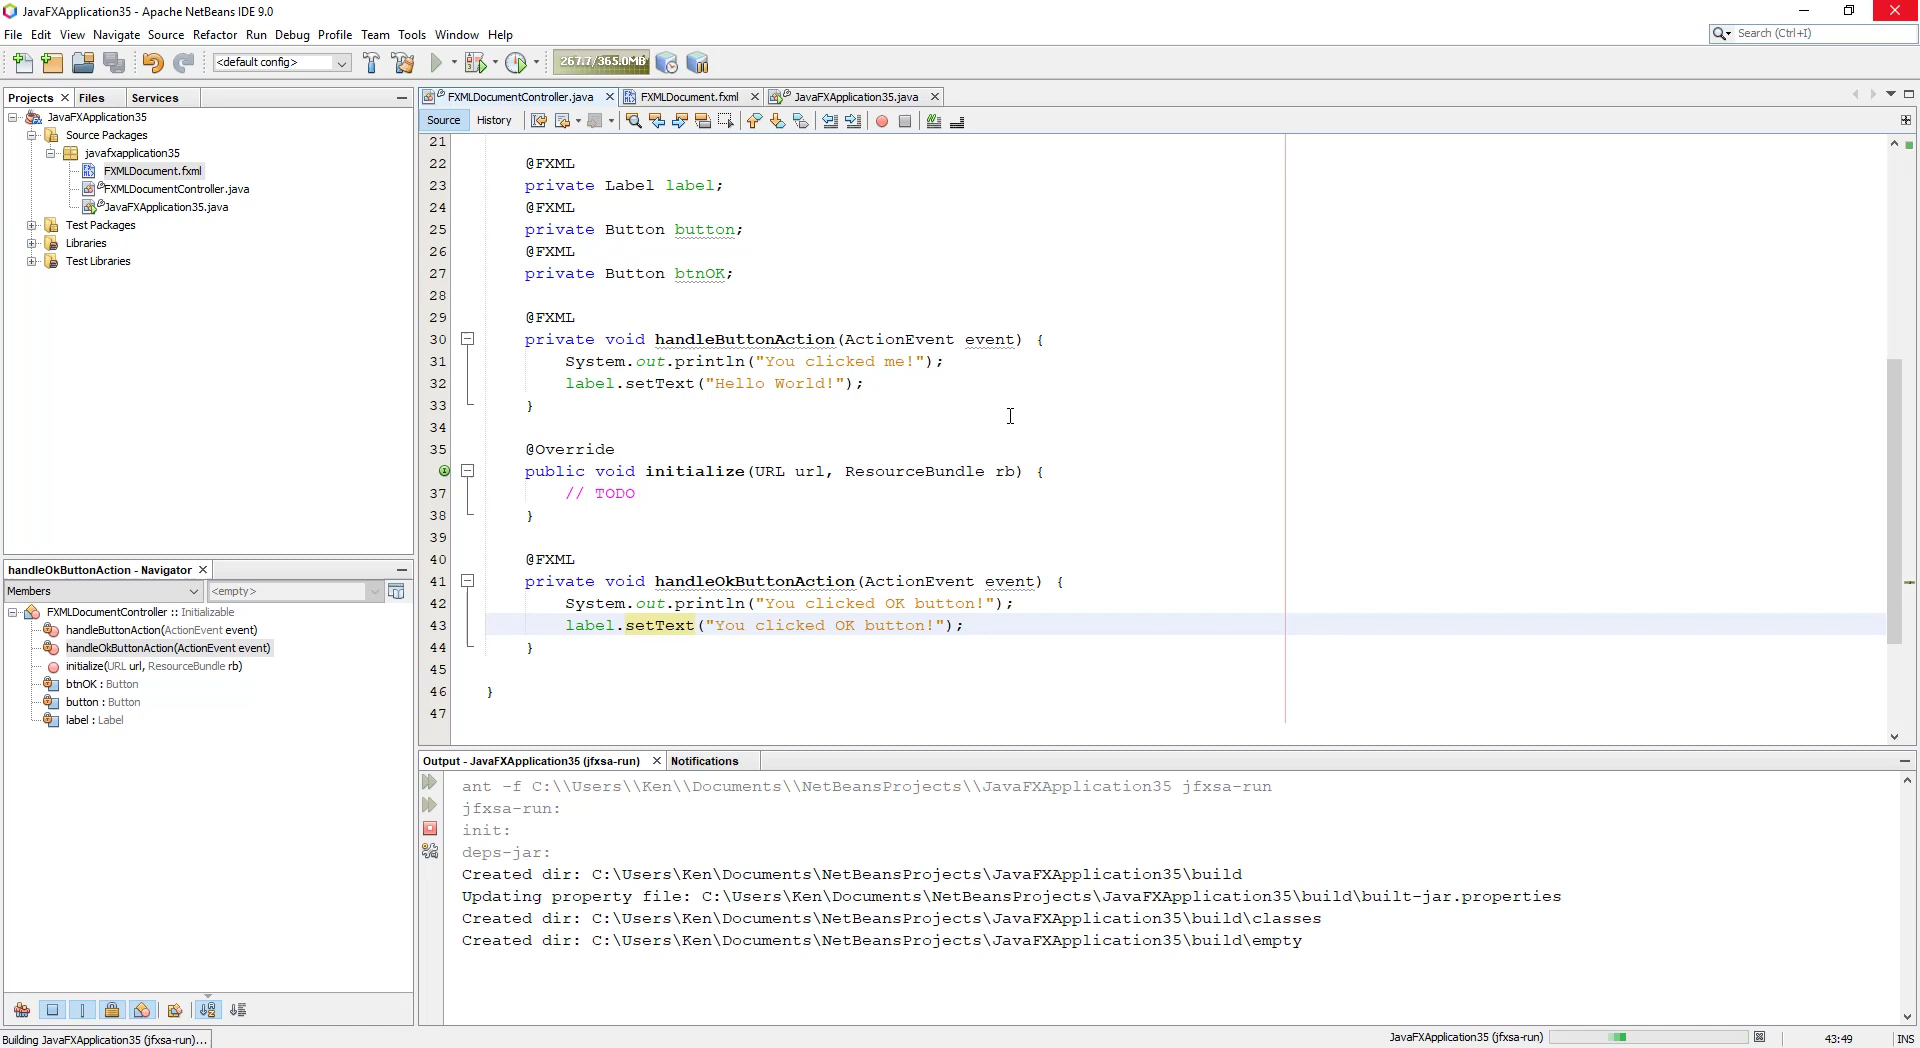 JavaFXApplication35 - Apache NetBeans IDE 9.0
File Edit View Navigate Source Refactor Run Debug Profile Team Tools Window Help
Search (Ctrl+I)
<default config>
267.7/365.0MB
Projects
Files
Services
JavaFXApplication35
Source Packages
javafxapplication35
FXMLDocument.fxml
FXMLDocumentController.java
JavaFXApplication35.java
Test Packages
Libraries
Test Libraries
handleOkButtonAction - Navigator
Members
<empty>
FXMLDocumentController :: Initializable
handleButtonAction(ActionEvent event)
handleOkButtonAction(ActionEvent event)
initialize(URL url, ResourceBundle rb)
btnOK : Button
button : Button
label : Label
FXMLDocumentController.java
FXMLDocument.fxml
JavaFXApplication35.java
Source
History
21
22 @FXML
23 private Label label;
24 @FXML
25 private Button button;
26 @FXML
27 private Button btnOK;
28
29 @FXML
30 private void handleButtonAction(ActionEvent event) {
31 System.out.println("You clicked me!");
32 label.setText("Hello World!");
33 }
34
35 @Override
public void initialize(URL url, ResourceBundle rb) {
37 // TODO
38 }
39
40 @FXML
41 private void handleOkButtonAction(ActionEvent event) {
42 System.out.println("You clicked OK button!");
43 label.setText("You clicked OK button!");
44 }
45
46 }
47
Output - JavaFXApplication35 (jfxsa-run)
Notifications
ant -f C:\\Users\\Ken\\Documents\\NetBeansProjects\\JavaFXApplication35 jfxsa-run
jfxsa-run:
init:
deps-jar:
Created dir: C:\Users\Ken\Documents\NetBeansProjects\JavaFXApplication35\build
Updating property file: C:\Users\Ken\Documents\NetBeansProjects\JavaFXApplication35\build\built-jar.properties
Created dir: C:\Users\Ken\Documents\NetBeansProjects\JavaFXApplication35\build\classes
Created dir: C:\Users\Ken\Documents\NetBeansProjects\JavaFXApplication35\build\empty
Building JavaFXApplication35 (jfxsa-run)...
JavaFXApplication35 (jfxsa-run)
43:49
INS